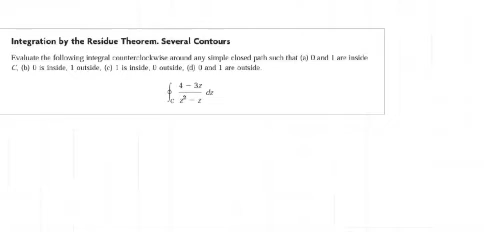 Integration by the Residue Theorem. Several Contours
Evaluate the following integral counterclockwise around any simple closed path such that (a) 0 and 1 are inside
C, (b) 0 is inside, 1 outside, (c) 1 is inside, 0 outside, (d) 0 and 1 are outside.
∮_C (4 − 3z)/(z² − z) dz